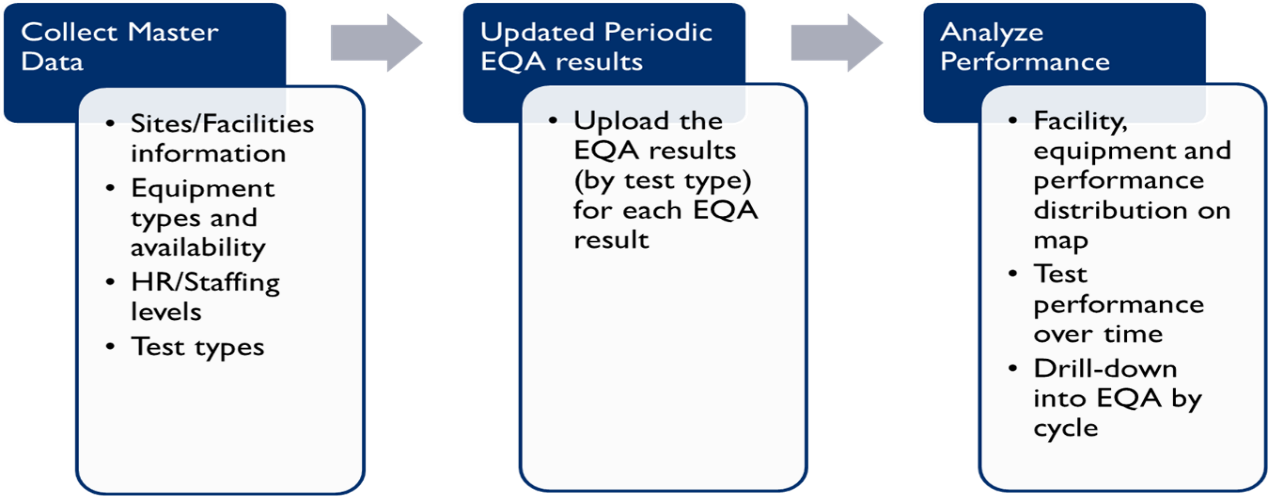 Collect Master
Data
• Sites/Facilities
information
• Equipment
types and
availability
• HR/Staffing
levels
• Test types
Updated Periodic
EQA results
• Upload the
EQA results
(by test type)
for each EQA
result
Analyze
Performance
• Facility,
equipment and
performance
distribution on
map
• Test
performance
over time
• Drill-down
into EQA by
cycle